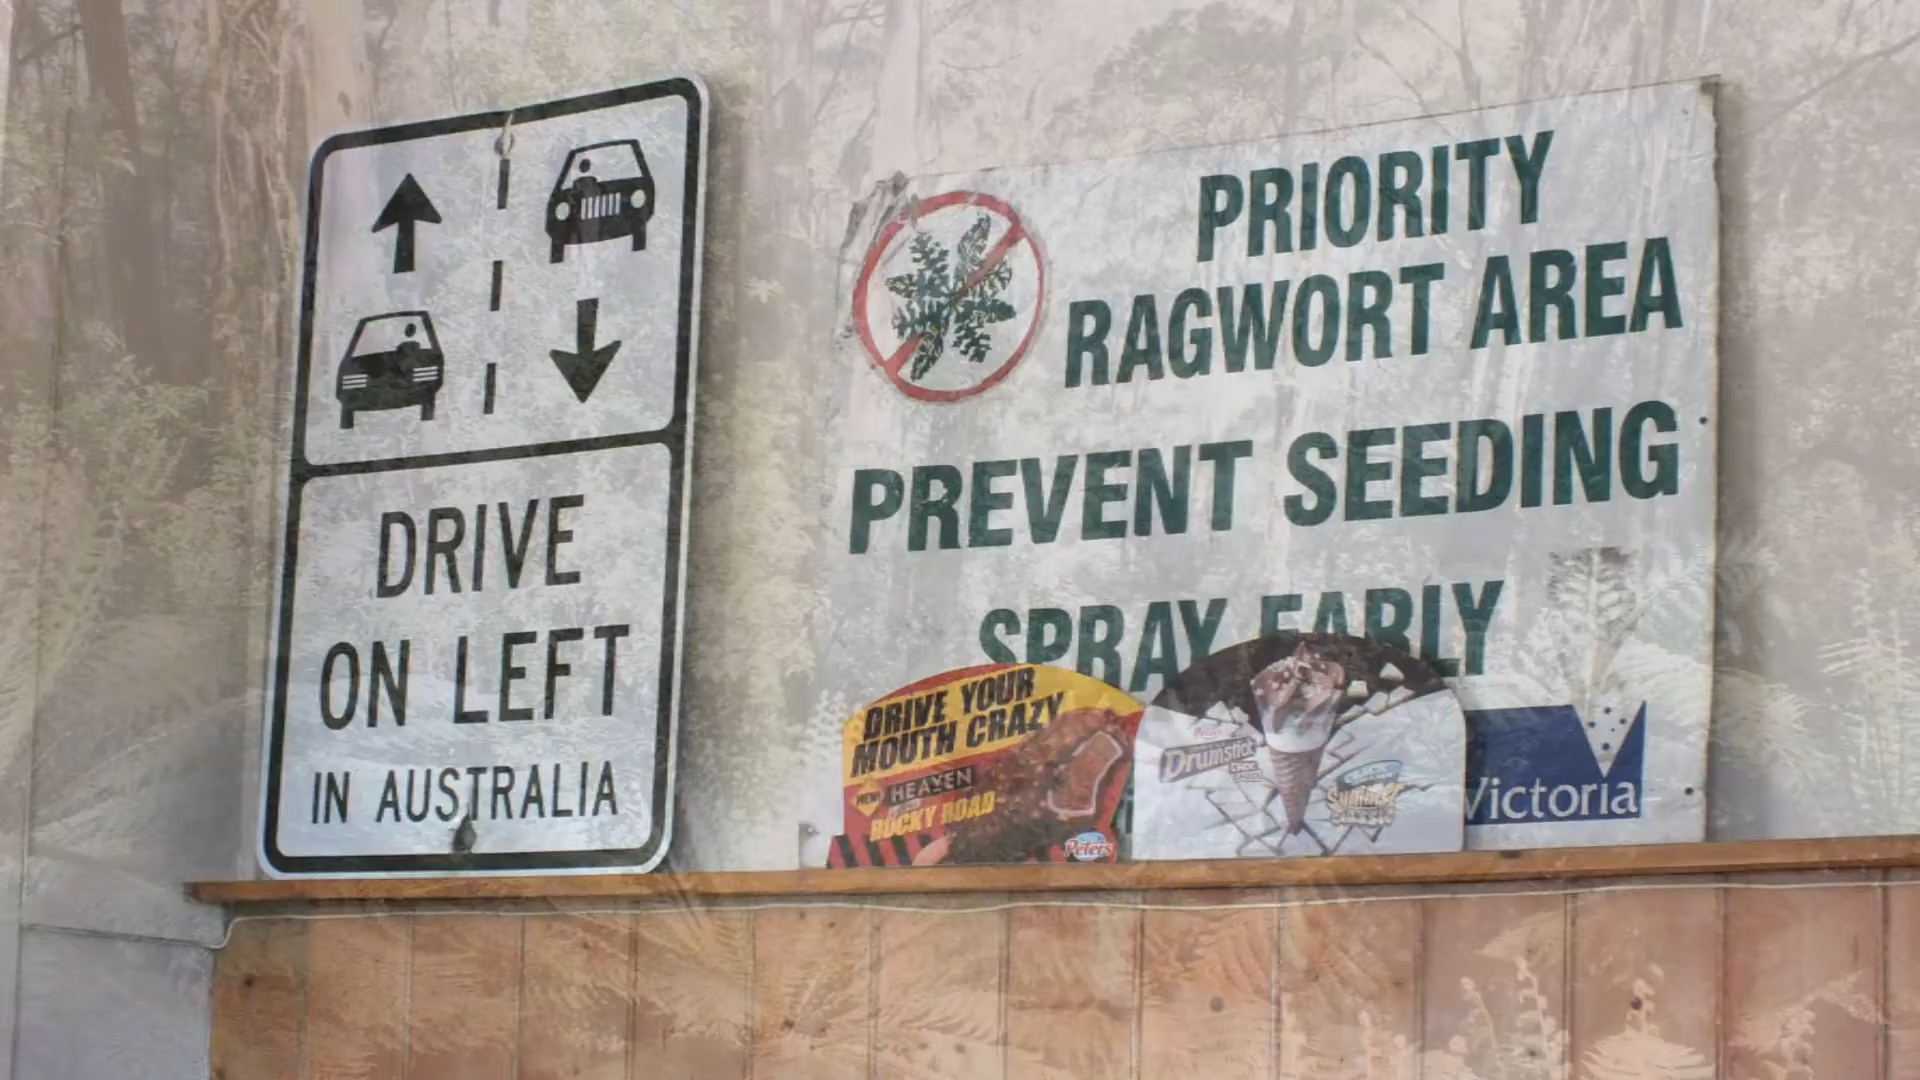 DRIVE
ON LEFT
IN AUSTRALIA
PRIORITY
RAGWORT AREA
PREVENT SEEDING
SPRAY EARLY
DRIVE YOUR
MOUTH CRAZY
NEW
HEAVEN
ROCKY ROAD
Peters
Peters
Drumstick
Summer
Victoria